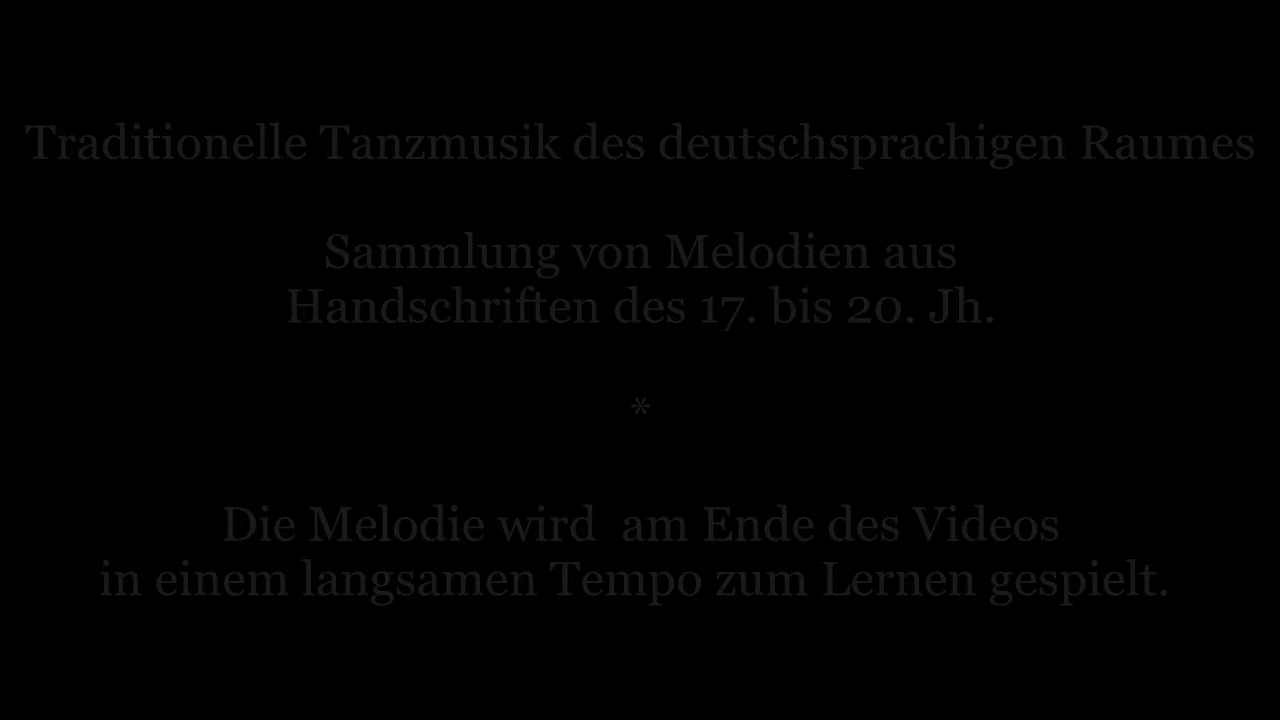 Traditionelle Tanzmusik des deutschsprachigen Raumes
Sammlung von Melodien aus
Handschriften des 17. bis 20. Jh.
*
Die Melodie wird  am Ende des Videos
in einem langsamen Tempo zum Lernen gespielt.